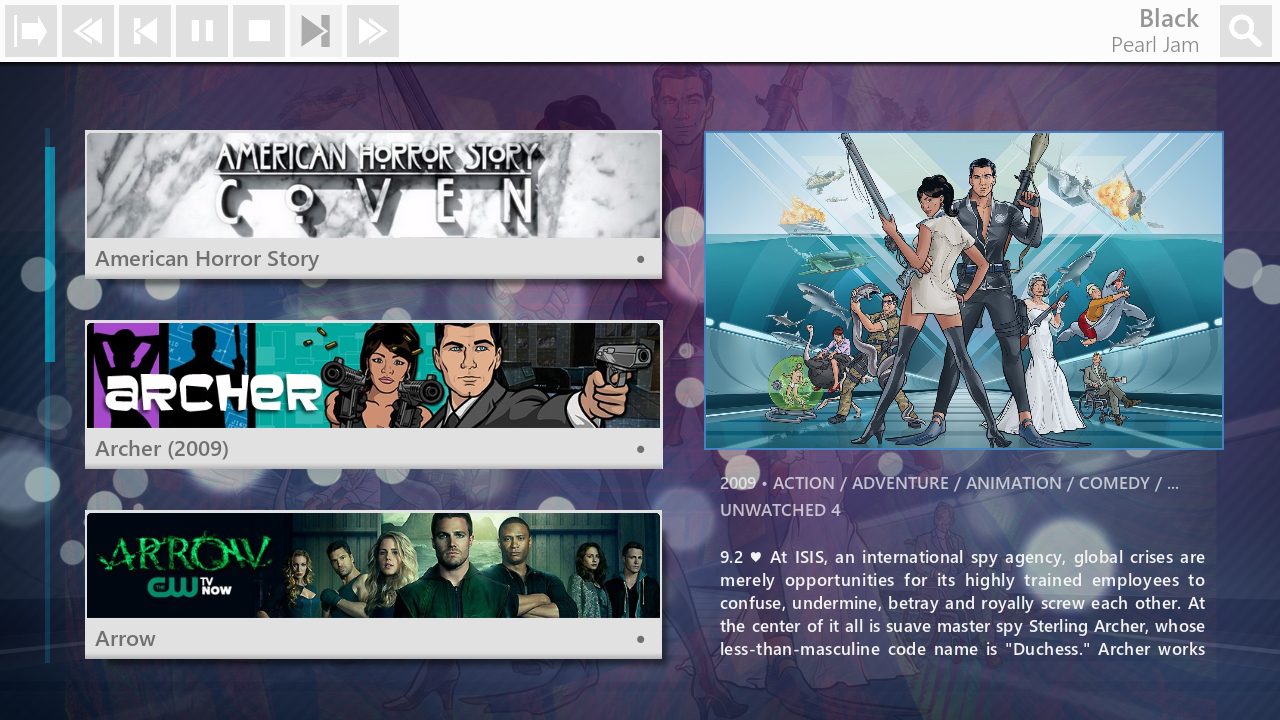 Black
Pearl Jam
AMERICAN HORROR STORY
COVEN
American Horror Story
ARCHER
Archer (2009)
ARROW
THE CW TV NOW
Arrow
2009 • ACTION / ADVENTURE / ANIMATION / COMEDY / ...
UNWATCHED 4
9.2 ♥ At ISIS, an international spy agency, global crises are
merely opportunities for its highly trained employees to
confuse, undermine, betray and royally screw each other. At
the center of it all is suave master spy Sterling Archer, whose
less-than-masculine code name is "Duchess." Archer works